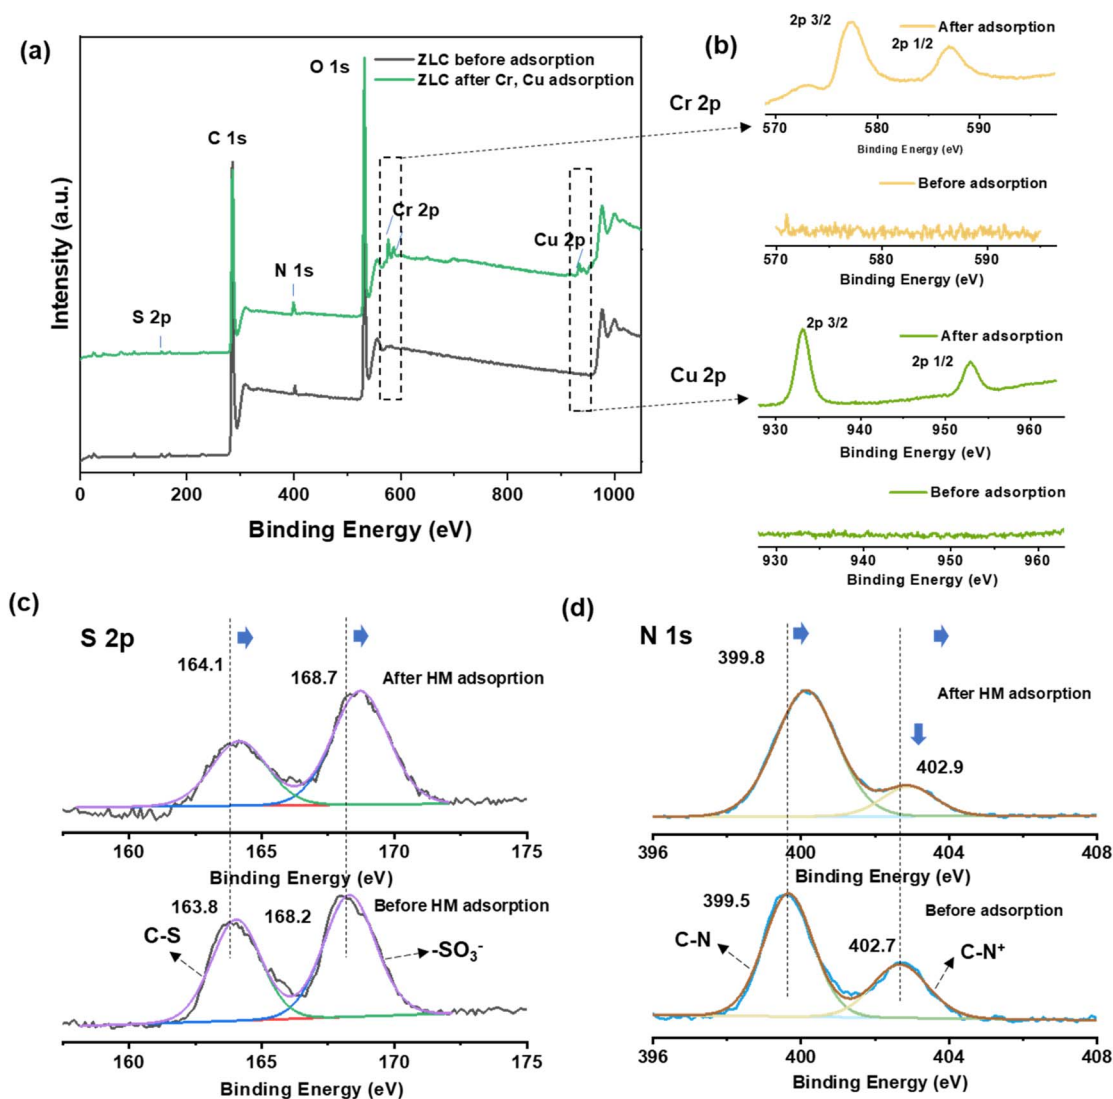 (a)
Intensity (a.u.)
ZLC before adsorption
ZLC after Cr, Cu adsorption
O 1s
C 1s
Cr 2p
Cu 2p
N 1s
S 2p
0 200 400 600 800 1000
Binding Energy (eV)
(b)
Cr 2p
2p 3/2
2p 1/2
After adsorption
570 580 590
Binding Energy (eV)
Before adsorption
570 580 590
Binding Energy (eV)
Cu 2p
2p 3/2
2p 1/2
After adsorption
930 940 950 960
Binding Energy (eV)
Before adsorption
930 940 950 960
Binding Energy (eV)
(c)
S 2p
164.1
168.7
After HM adsoprtion
160 165 170 175
Binding Energy (eV)
163.8
168.2
Before HM adsorption
C-S
-SO3-
160 165 170 175
Binding Energy (eV)
(d)
N 1s
399.8
After HM adsorption
402.9
396 400 404 408
Binding Energy (eV)
399.5
Before adsorption
C-N
402.7
C-N+
396 400 404 408
Binding Energy (eV)